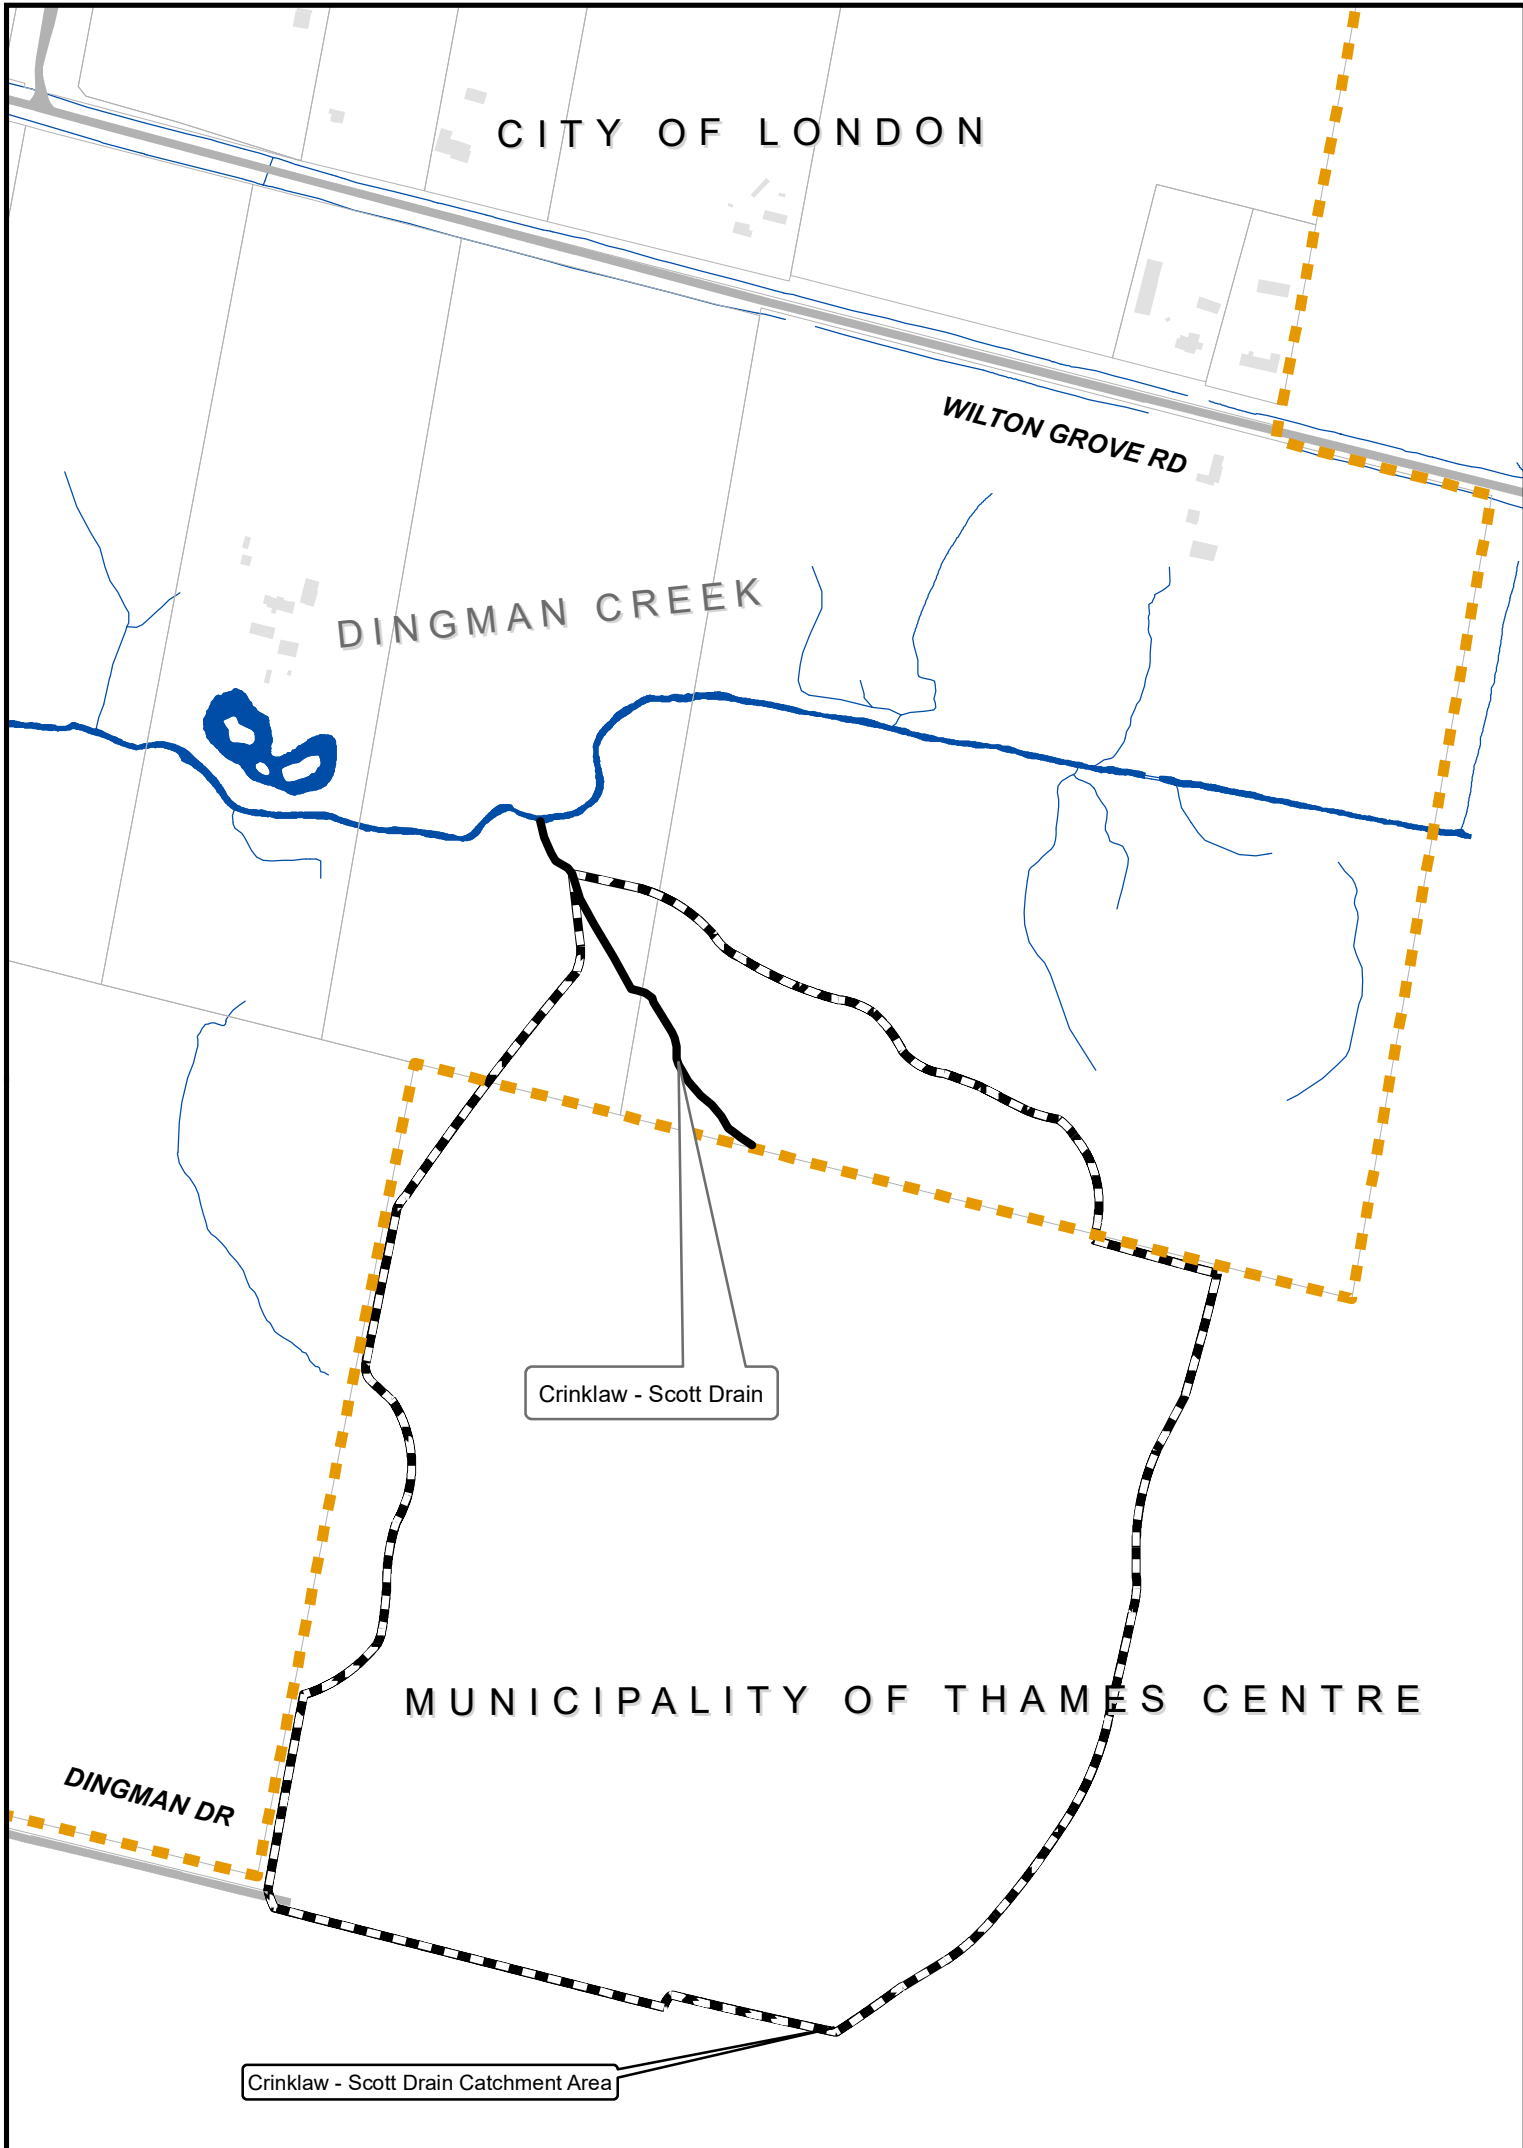 CITY OF LONDON
WILTON GROVE RD
DINGMAN CREEK
Crinklaw - Scott Drain
MUNICIPALITY OF THAMES CENTRE
DINGMAN DR
Crinklaw - Scott Drain Catchment Area